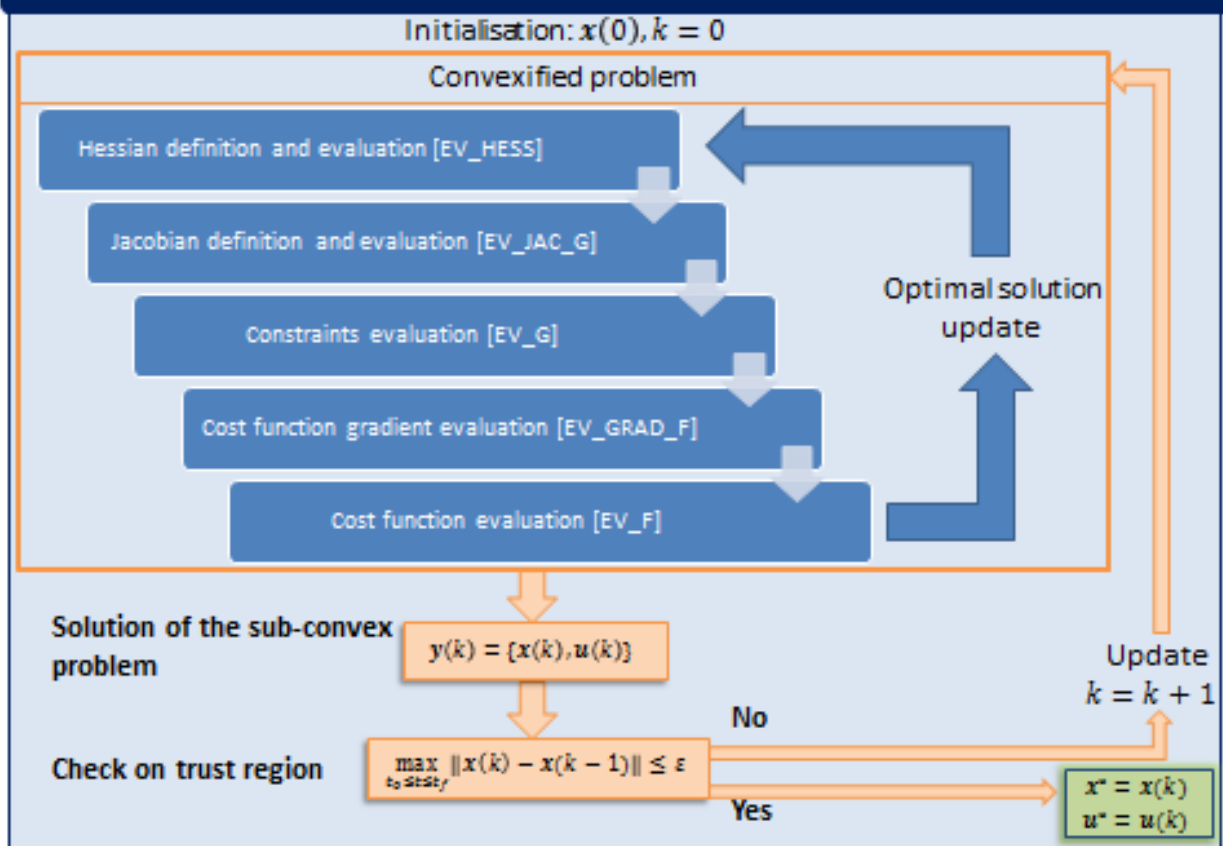 Initialisation: x(0), k = 0
Convexified problem
Hessian definition and evaluation [EV_HESS]
Jacobian definition and evaluation [EV_JAC_G]
Constraints evaluation [EV_G]
Cost function gradient evaluation [EV_GRAD_F]
Cost function evaluation [EV_F]
Optimal solution
update
Solution of the sub-convex
problem
y(k) = {x(k), u(k)}
Update
k = k + 1
Check on trust region
max ‖x(k) − x(k − 1)‖ ≤ ε
t₀≤t≤t_f
No
Yes
x* = x(k)
u* = u(k)